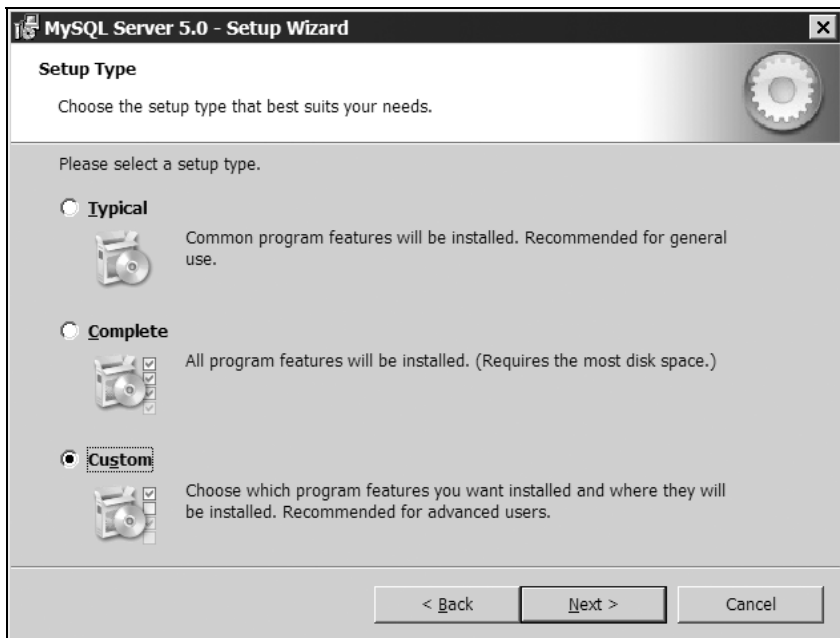 MySQL Server 5.0 - Setup Wizard
Setup Type
Choose the setup type that best suits your needs.
Please select a setup type.
Typical
Common program features will be installed. Recommended for general
use.
Complete
All program features will be installed. (Requires the most disk space.)
Custom
Choose which program features you want installed and where they will
be installed. Recommended for advanced users.
< Back
Next >
Cancel